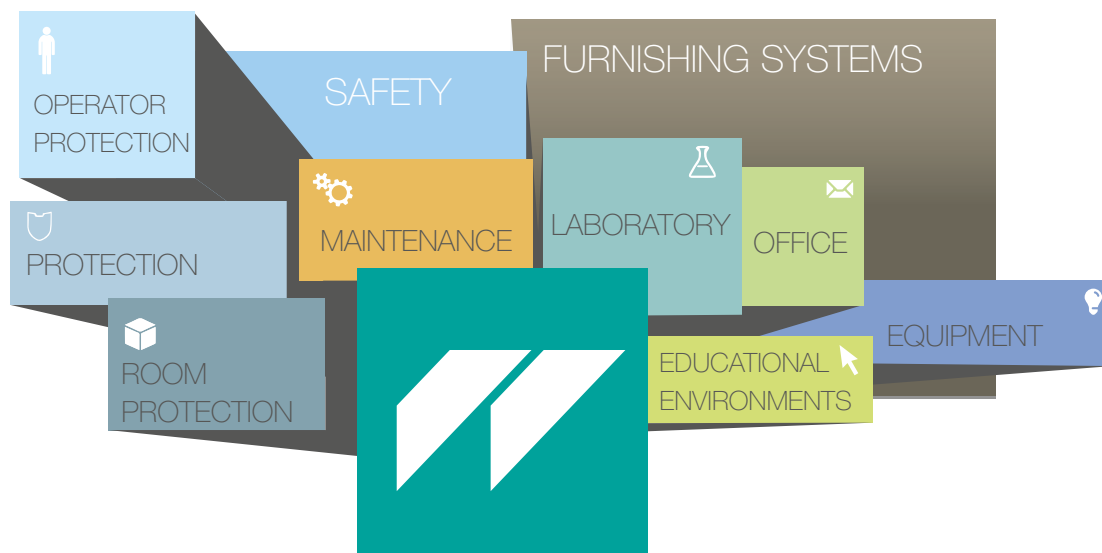 FURNISHING SYSTEMS
SAFETY
OPERATOR
PROTECTION
LABORATORY
OFFICE
MAINTENANCE
PROTECTION
EQUIPMENT
ROOM
PROTECTION
EDUCATIONAL
ENVIRONMENTS